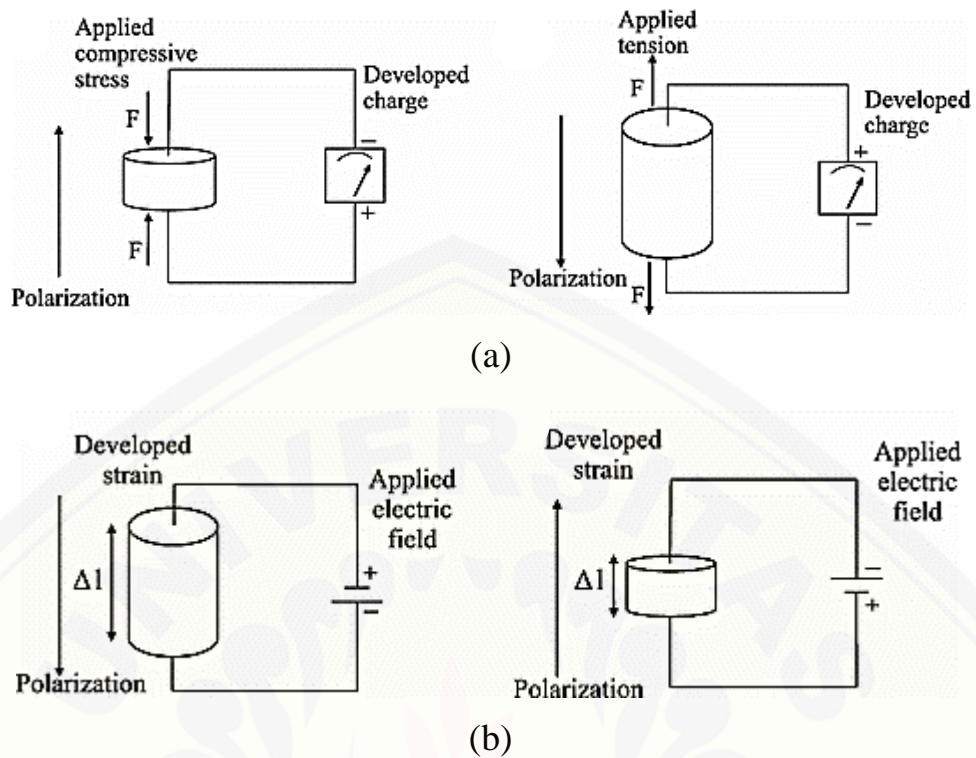 Applied
compressive
stress
F
F
Polarization
Developed
charge
−
+
Applied
tension
F
F
Polarization
Developed
charge
+
−
(a)
Developed
strain
Δl
Polarization
Applied
electric
field
+
−
Developed
strain
Δl
Polarization
Applied
electric
field
−
+
(b)
UNIVERSITAS